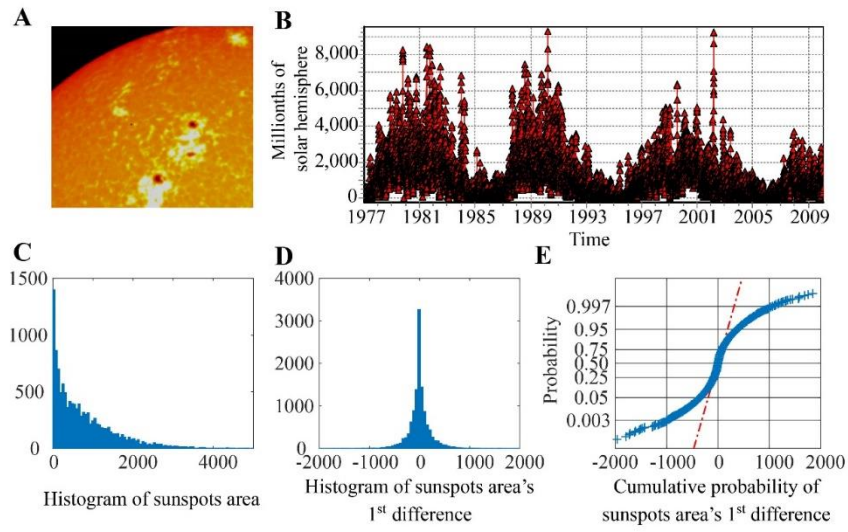 A
B
Millionths of
solar hemisphere
8,000
6,000
4,000
2,000
0
1977 1981 1985 1989 1993 1997 2001 2005 2009
Time
C
1500
1000
500
0
0 2000 4000
Histogram of sunspots area
D
4000
3000
2000
1000
0
-2000 -1000 0 1000 2000
Histogram of sunspots area's
1st difference
E
Probability
0.997
0.95
0.75
0.50
0.25
0.05
0.003
-2000 -1000 0 1000 2000
Cumulative probability of
sunspots area's 1st difference